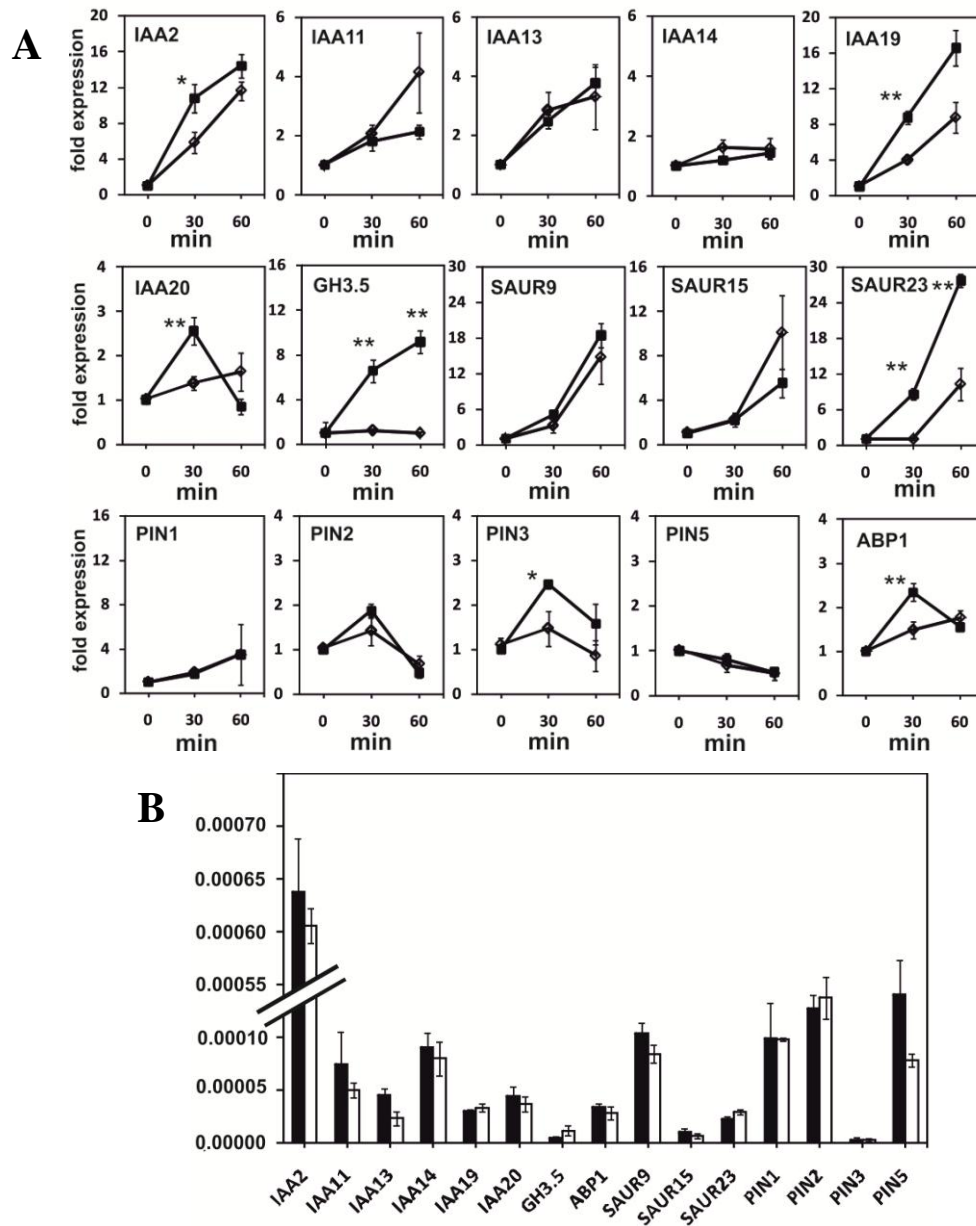 A
IAA2 IAA11 IAA13 IAA14 IAA19
fold expression
20 16 12 8 4 0
6 4 2 0
6 4 2 0
6 4 2 0
20 16 12 8 4 0
* **
0 30 60 0 30 60 0 30 60 0 30 60 0 30 60
min min min min min
IAA20 GH3.5 SAUR9 SAUR15 SAUR23
fold expression
4 3 2 1 0
16 12 8 4 0
30 24 18 12 6 0
16 12 8 4 0
30 24 18 12 6 0
** ** ** ** **
0 30 60 0 30 60 0 30 60 0 30 60 0 30 60
min min min min min
PIN1 PIN2 PIN3 PIN5 ABP1
fold expression
16 12 8 4 0
4 3 2 1 0
4 3 2 1 0
4 3 2 1 0
4 3 2 1 0
* **
0 30 60 0 30 60 0 30 60 0 30 60 0 30 60
min min min min min
B
0.00070
0.00065
0.00060
0.00055
0.00010
0.00005
0.00000
IAA2 IAA11 IAA13 IAA14 IAA19 IAA20 GH3.5 ABP1 SAUR9 SAUR15 SAUR23 PIN1 PIN2 PIN3 PIN5